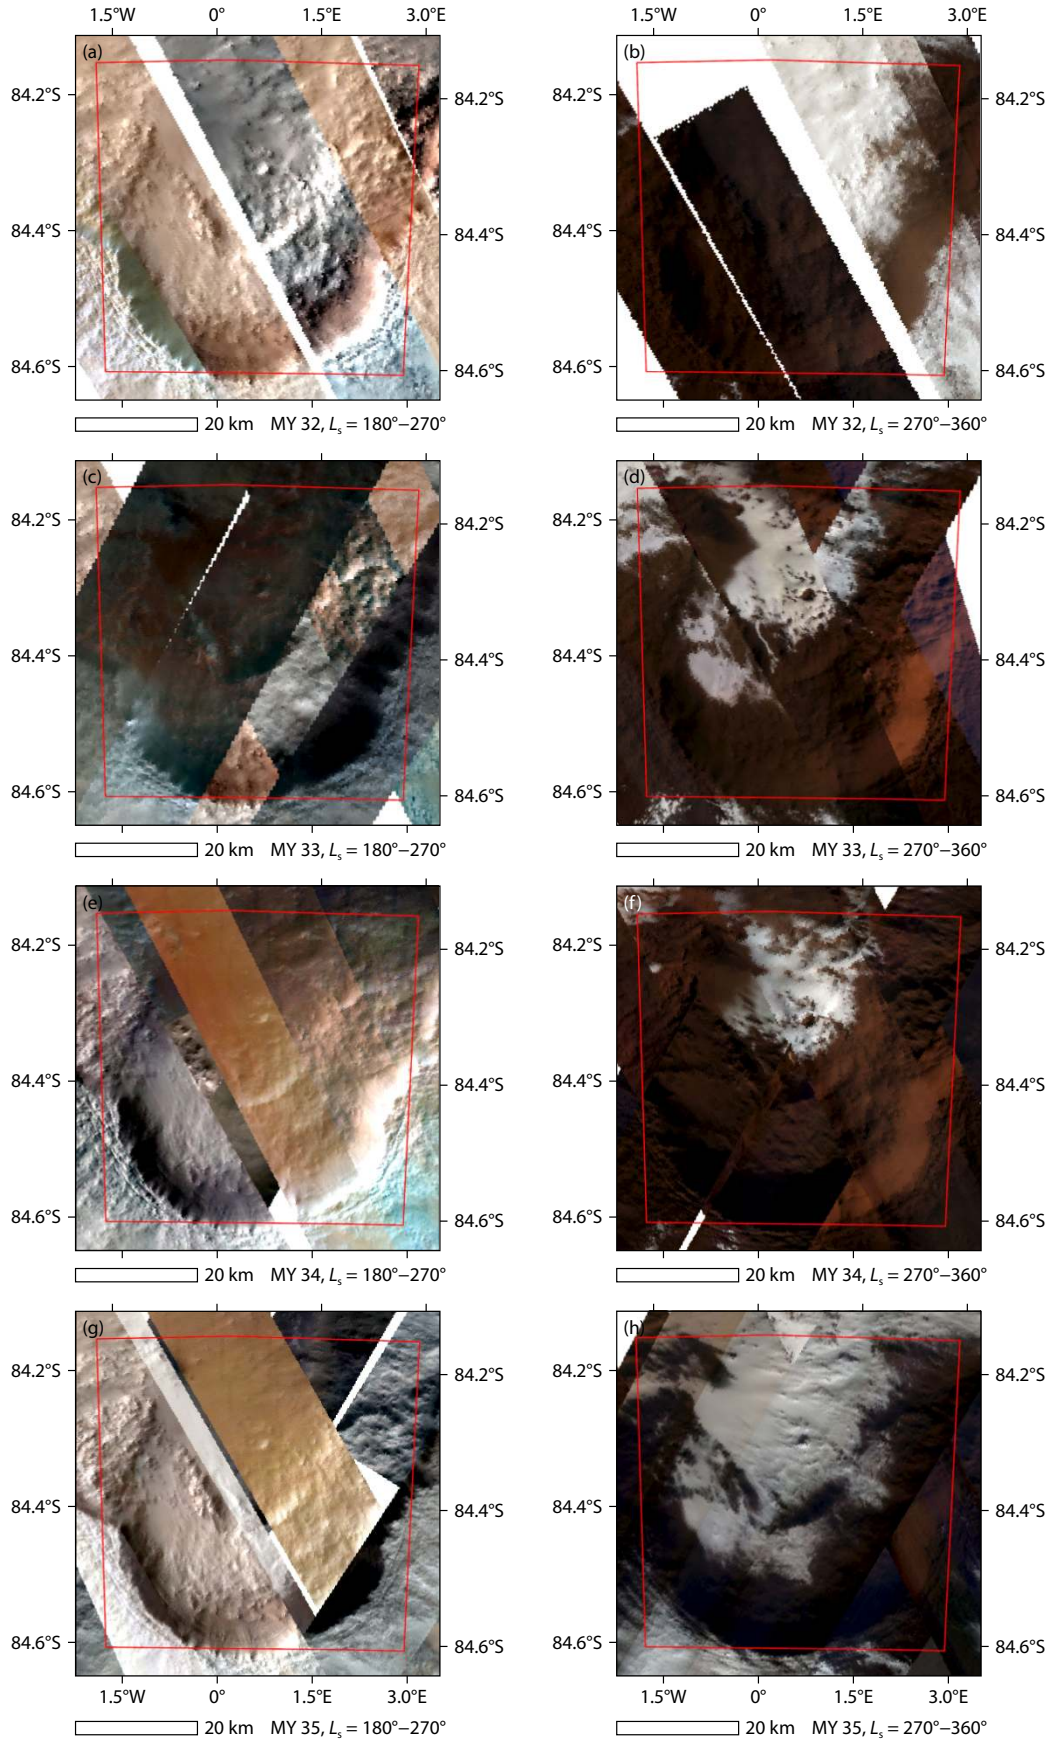 1.5°W 0° 1.5°E 3.0°E 1.5°W 0° 1.5°E 3.0°E
(a) (b)
84.2°S 84.2°S 84.2°S 84.2°S
84.4°S 84.4°S 84.4°S 84.4°S
84.6°S 84.6°S 84.6°S 84.6°S
20 km MY 32, Ls = 180°−270° 20 km MY 32, Ls = 270°−360°
(c) (d)
84.2°S 84.2°S 84.2°S 84.2°S
84.4°S 84.4°S 84.4°S 84.4°S
84.6°S 84.6°S 84.6°S 84.6°S
20 km MY 33, Ls = 180°−270° 20 km MY 33, Ls = 270°−360°
(e) (f)
84.2°S 84.2°S 84.2°S 84.2°S
84.4°S 84.4°S 84.4°S 84.4°S
84.6°S 84.6°S 84.6°S 84.6°S
20 km MY 34, Ls = 180°−270° 20 km MY 34, Ls = 270°−360°
(g) (h)
84.2°S 84.2°S 84.2°S 84.2°S
84.4°S 84.4°S 84.4°S 84.4°S
84.6°S 84.6°S 84.6°S 84.6°S
1.5°W 0° 1.5°E 3.0°E 1.5°W 0° 1.5°E 3.0°E
20 km MY 35, Ls = 180°−270° 20 km MY 35, Ls = 270°−360°